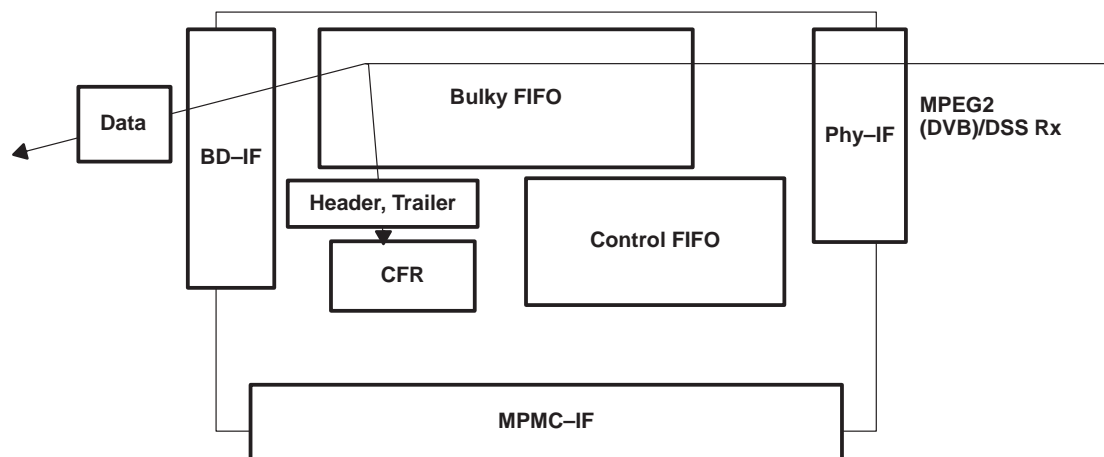 Bulky FIFO
MPEG2
(DVB)/DSS Rx
Data
Phy–IF
BD–IF
Header, Trailer
Control FIFO
CFR
MPMC–IF